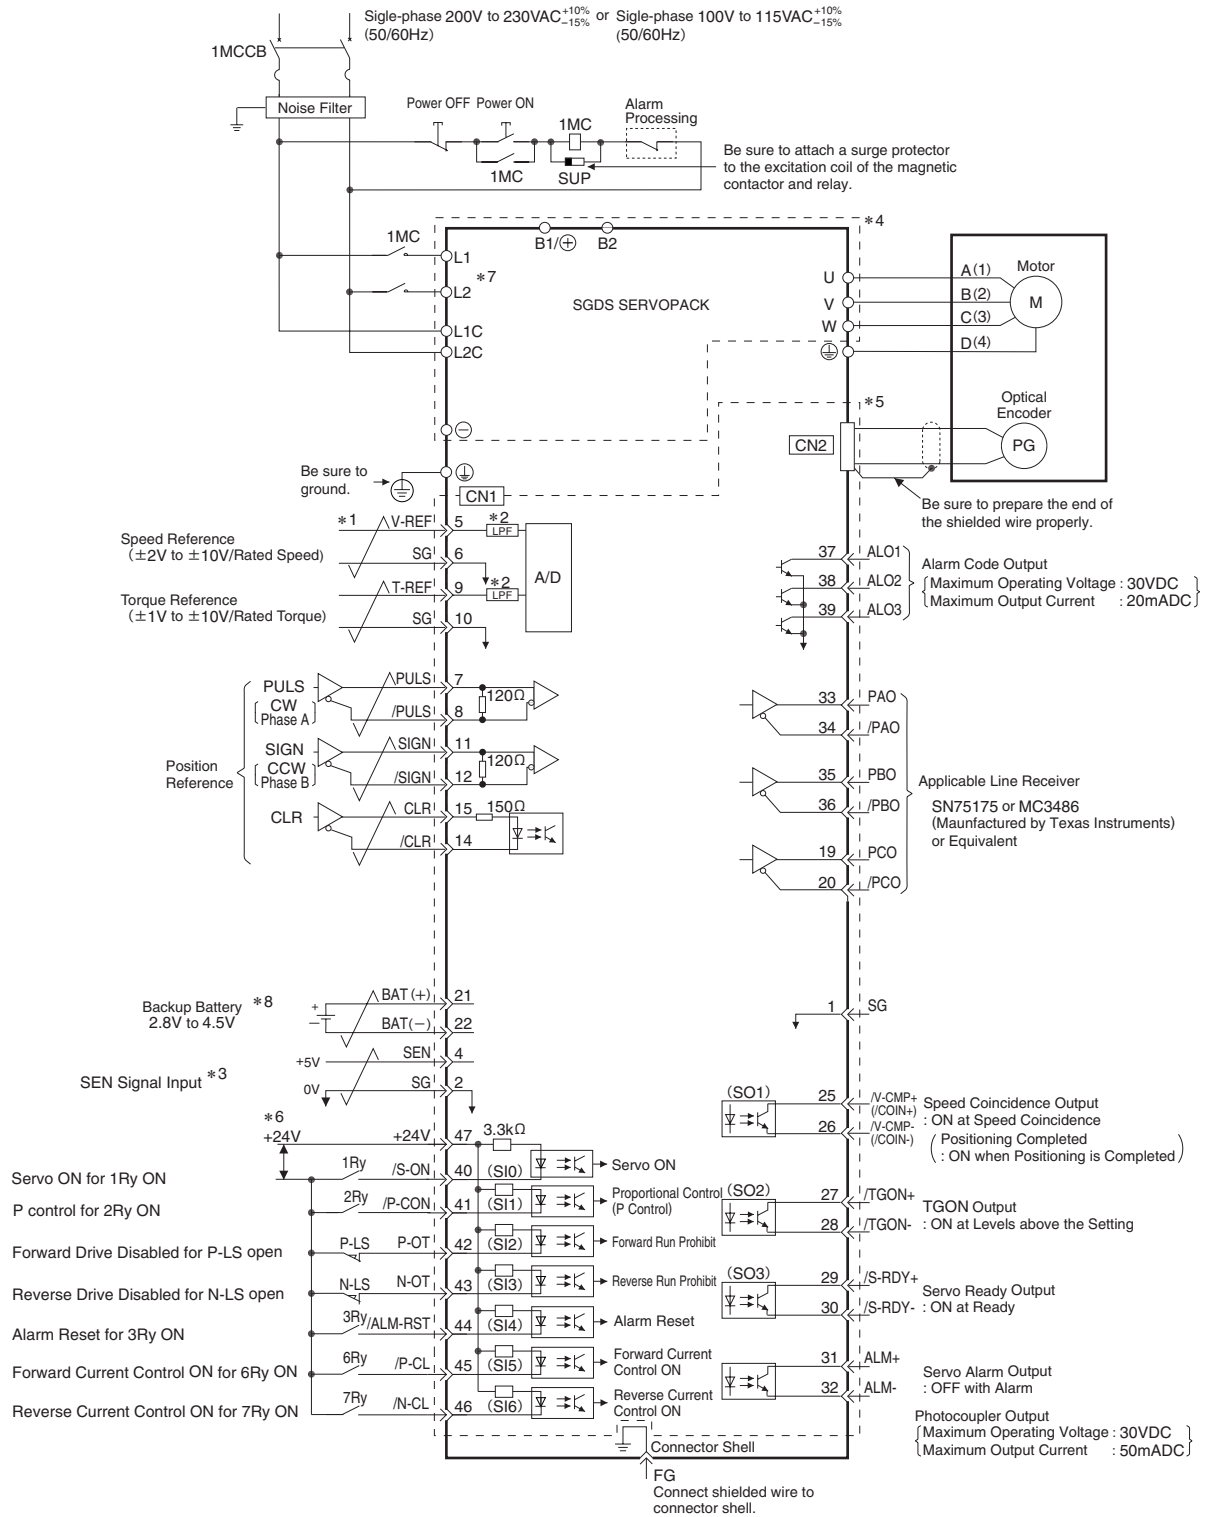 Sigle-phase 200V to 230VAC +10% -15% or Sigle-phase 100V to 115VAC +10% -15%
(50/60Hz) (50/60Hz)
1MCCB
Noise Filter
Power OFF Power ON
1MC
1MC
SUP
Alarm
Processing
Be sure to attach a surge protector
to the excitation coil of the magnetic
contactor and relay.
*4
B1/⊕ B2
1MC
L1
*7
L2
L1C
L2C
⊖
SGDS SERVOPACK
U
V
W
A(1)
B(2)
C(3)
D(4)
Motor
M
*5
Optical
Encoder
PG
CN2
Be sure to prepare the end of
the shielded wire properly.
Be sure to
ground.
CN1
*1
Speed Reference
(±2V to ±10V/Rated Speed)
V-REF 5 *2 LPF
SG 6
Torque Reference
(±1V to ±10V/Rated Torque)
T-REF 9 *2 LPF
SG 10
A/D
37 ALO1
38 ALO2
39 ALO3
Alarm Code Output
Maximum Operating Voltage : 30VDC
Maximum Output Current : 20mADC
Position
Reference
PULS
CW
Phase A
PULS 7
120Ω
/PULS 8
SIGN
CCW
Phase B
SIGN 11
120Ω
/SIGN 12
CLR
CLR 15 150Ω
/CLR 14
33 PAO
34 /PAO
35 PBO
36 /PBO
19 PCO
20 /PCO
Applicable Line Receiver
SN75175 or MC3486
(Maunfactured by Texas Instruments)
or Equivalent
Backup Battery *8
2.8V to 4.5V
+
−
BAT(+) 21
BAT(−) 22
SEN Signal Input *3
+5V SEN 4
0V SG 2
1 SG
*6
+24V
+24V 47 3.3kΩ
Servo ON for 1Ry ON
1Ry /S-ON 40 (SI0) Servo ON
P control for 2Ry ON
2Ry /P-CON 41 (SI1) Proportional Control
(P Control)
Forward Drive Disabled for P-LS open
P-LS P-OT 42 (SI2) Forward Run Prohibit
Reverse Drive Disabled for N-LS open
N-LS N-OT 43 (SI3) Reverse Run Prohibit
Alarm Reset for 3Ry ON
3Ry /ALM-RST 44 (SI4) Alarm Reset
Forward Current Control ON for 6Ry ON
6Ry /P-CL 45 (SI5) Forward Current
Control ON
Reverse Current Control ON for 7Ry ON
7Ry /N-CL 46 (SI6) Reverse Current
Control ON
(SO1)
25 /V-CMP+
(/COIN+)
26 /V-CMP-
(/COIN-)
Speed Coincidence Output
: ON at Speed Coincidence
(Positioning Completed
: ON when Positioning is Completed)
(SO2)
27 /TGON+
28 /TGON-
TGON Output
: ON at Levels above the Setting
(SO3)
29 /S-RDY+
30 /S-RDY-
Servo Ready Output
: ON at Ready
31 ALM+
32 ALM-
Servo Alarm Output
: OFF with Alarm
Photocoupler Output
Maximum Operating Voltage : 30VDC
Maximum Output Current : 50mADC
Connector Shell
FG
Connect shielded wire to
connector shell.